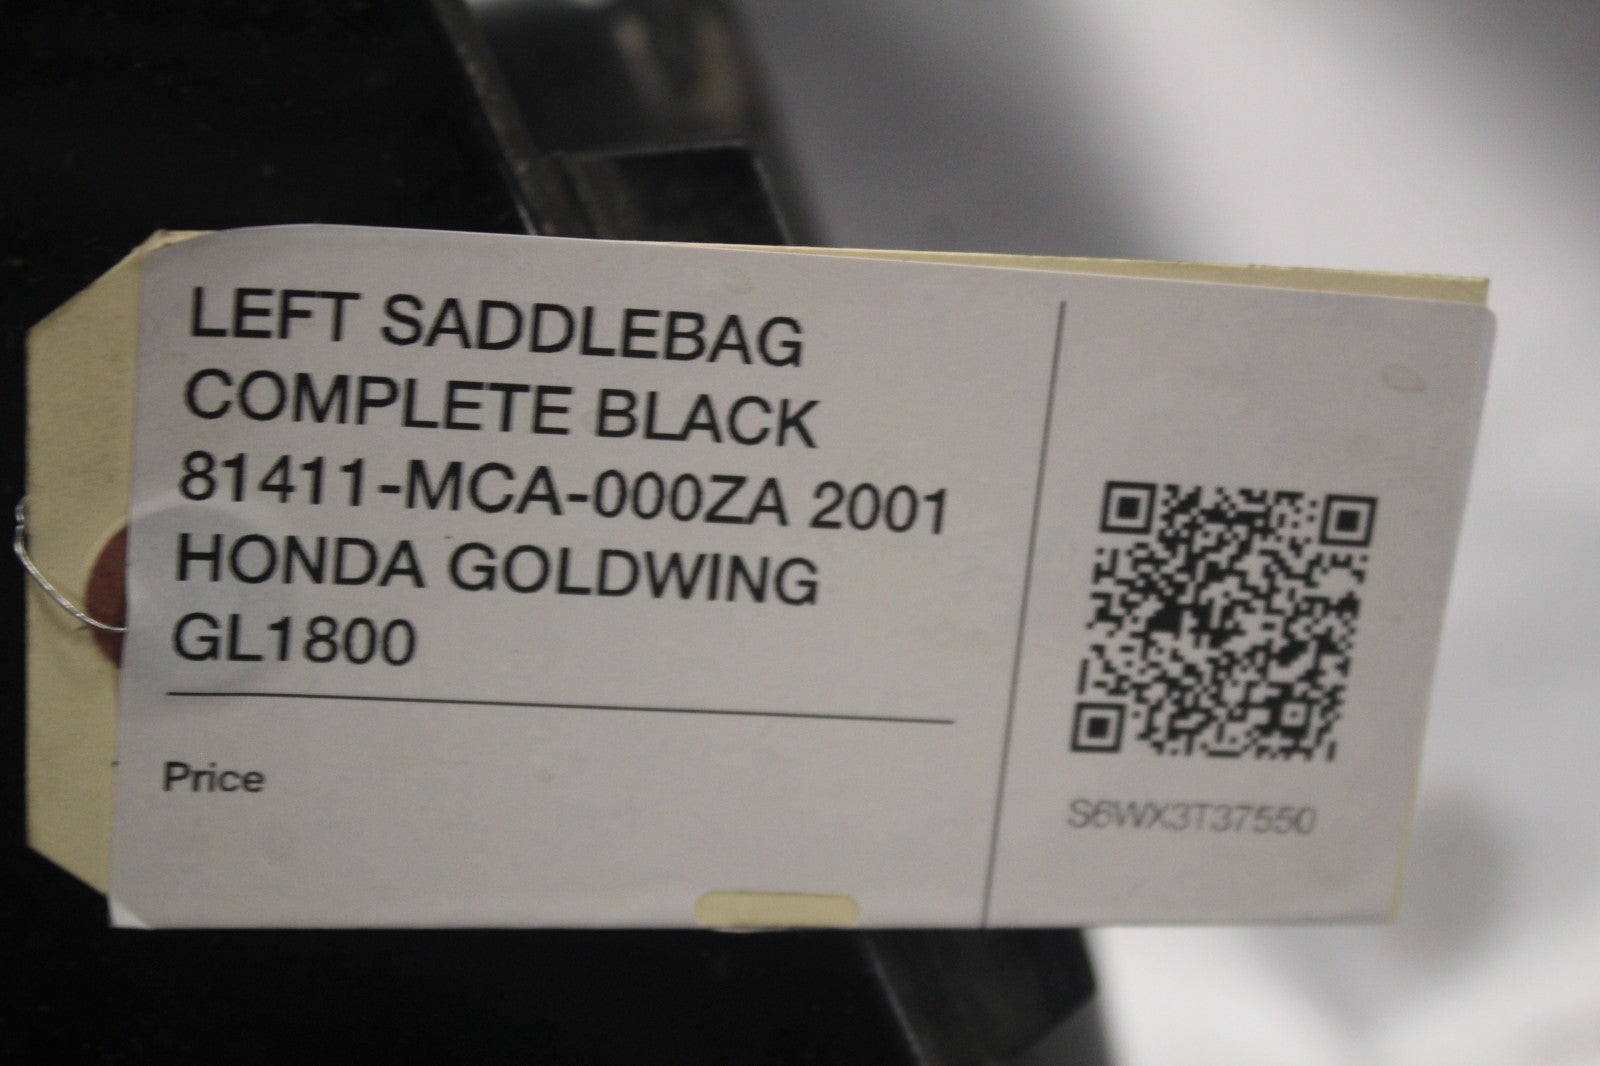 LEFT SADDLEBAG
COMPLETE BLACK
81411-MCA-000ZA 2001
HONDA GOLDWING
GL1800
Price
S6WX3T37550